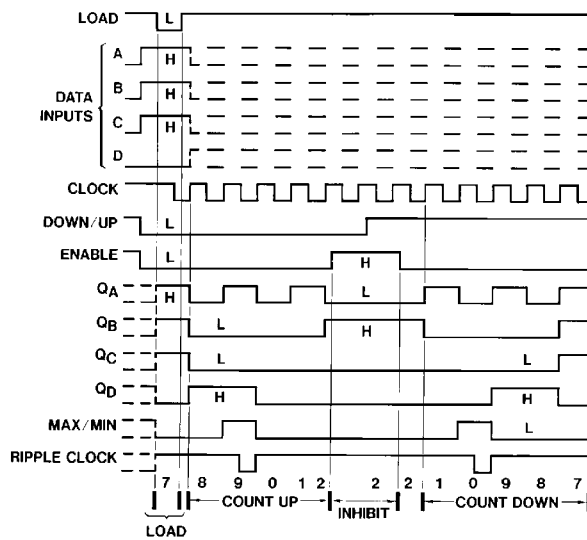 LOAD L
A H
B H
DATA
INPUTS
C H
D
CLOCK
DOWN/UP L
ENABLE L H
QA H L
QB L H
QC L L
QD H H
MAX/MIN L
RIPPLE CLOCK
7 8 9 0 1 2 2 2 1 0 9 8 7
COUNT UP INHIBIT COUNT DOWN
LOAD